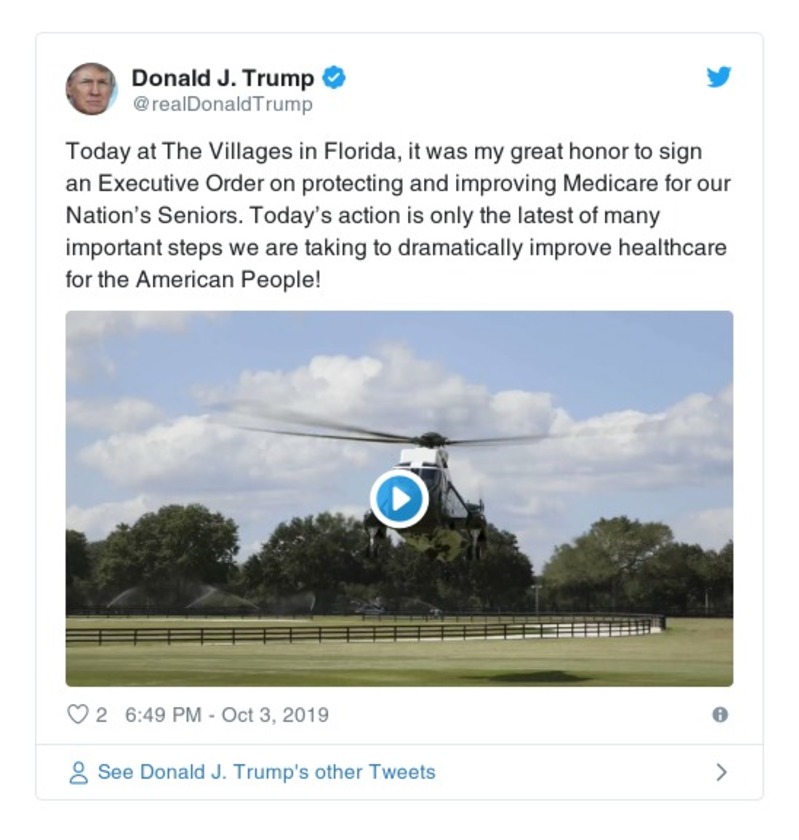 Donald J. Trump
@realDonaldTrump
Today at The Villages in Florida, it was my great honor to sign
an Executive Order on protecting and improving Medicare for our
Nation’s Seniors. Today’s action is only the latest of many
important steps we are taking to dramatically improve healthcare
for the American People!
2 6:49 PM - Oct 3, 2019
See Donald J. Trump's other Tweets